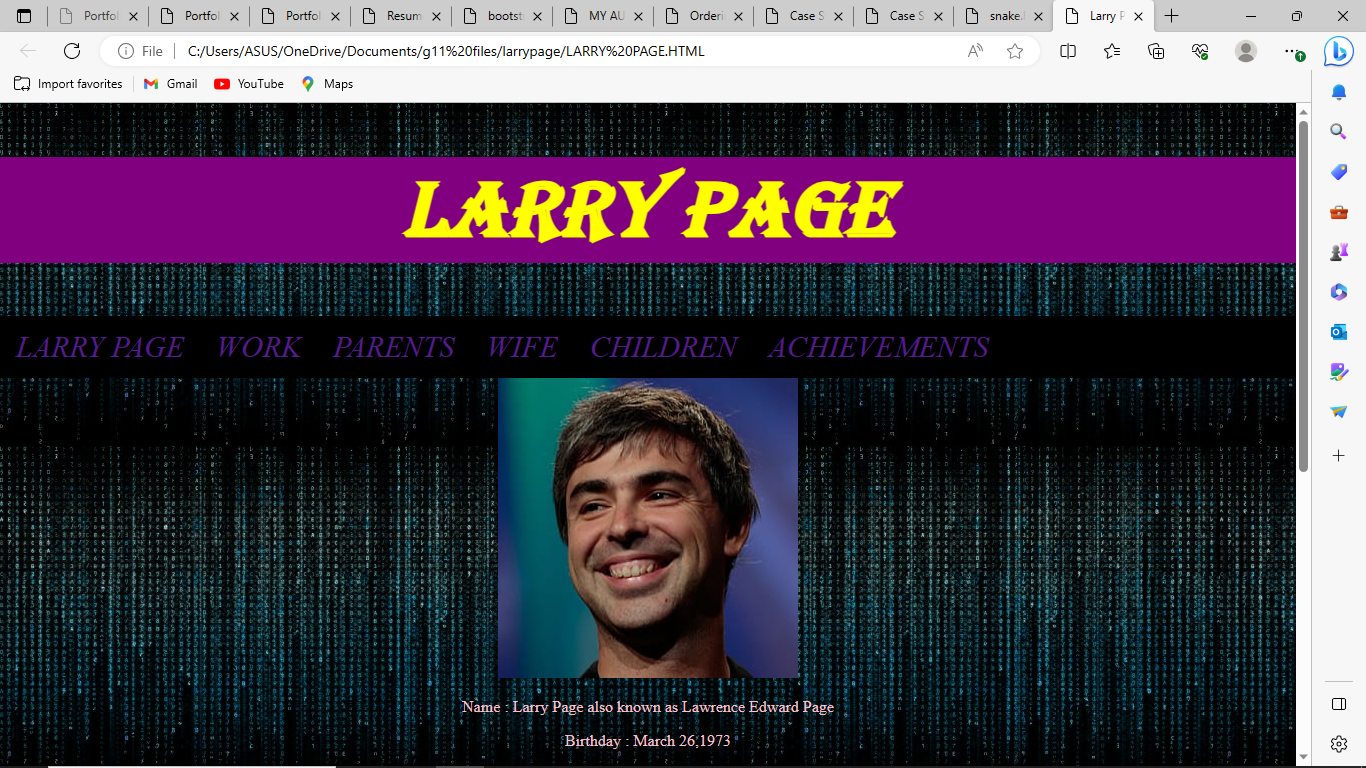 Portfol
Portfol
Portfol
Resum
bootst
MY AU
Orderi
Case S
Case S
snake.
Larry P
File
C:/Users/ASUS/OneDrive/Documents/g11%20files/larrypage/LARRY%20PAGE.HTML
Import favorites
Gmail
YouTube
Maps
LARRY PAGE
LARRY PAGE WORK PARENTS WIFE CHILDREN ACHIEVEMENTS
Name : Larry Page also known as Lawrence Edward Page
Birthday : March 26,1973